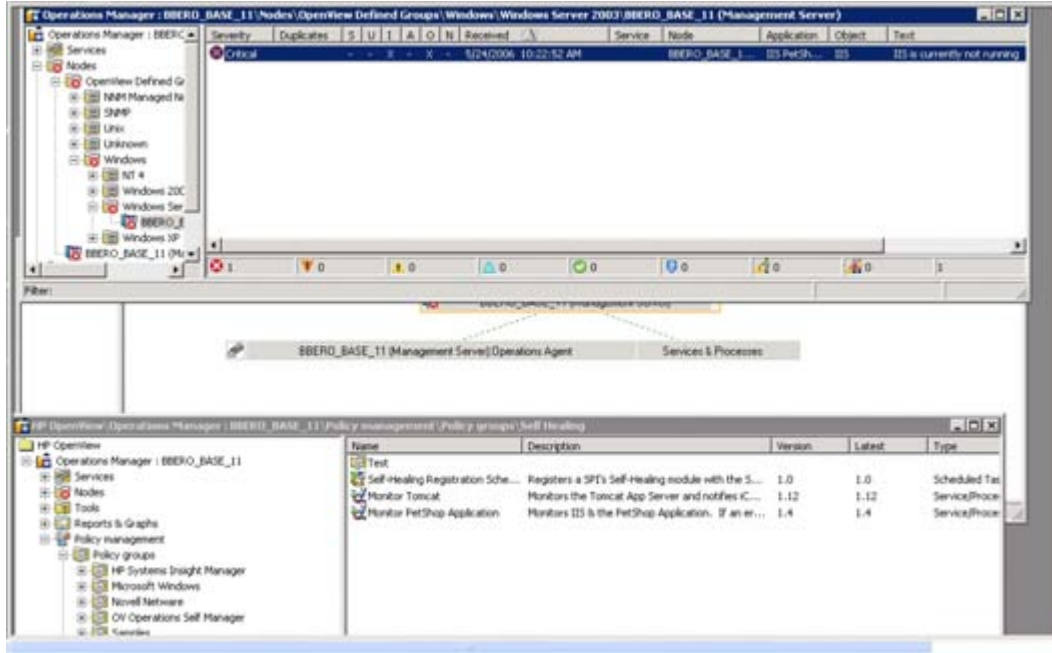 Operations Manager : BBERO_BASE_11\Nodes\OpenView Defined Groups\Windows\Windows Server 2003\BBERO_BASE_11 (Management Server)
Operations Manager : BBERO
Services
Nodes
OpenView Defined Gr
NNM Managed No
SNMP
Unix
Unknown
Windows
NT 4
Windows 200
Windows Ser
BBERO_B
Windows XP
BBERO_BASE_11 (Ma
Severity Duplicates S U I A O N Received Service Node Application Object Text
Critical - - X - X - 5/24/2006 10:22:52 AM BBERO_BASE_1... IIS PetSh... IIS IIS is currently not running
1 0 0 0 0 0 0 0 1
Filter:
BBERO_BASE_11 (Management Server)
BBERO_BASE_11 (Management Server):Operations Agent Services & Processes
HP OpenView\Operations Manager : BBERO_BASE_11\Policy management\Policy groups\Self Healing
HP OpenView
Operations Manager : BBERO_BASE_11
Services
Nodes
Tools
Reports & Graphs
Policy management
Policy groups
HP Systems Insight Manager
Microsoft Windows
Novell Netware
OV Operations Self Manager
Samples
Name Description Version Latest Type
Test
Self-Healing Registration Sche... Registers a SPI's Self-Healing module with the S... 1.0 1.0 Scheduled Tas
Monitor Tomcat Monitors the Tomcat App Server and notifies iC... 1.12 1.12 Service/Proce
Monitor PetShop Application Monitors IIS & the PetShop Application. If an er... 1.4 1.4 Service/Proce